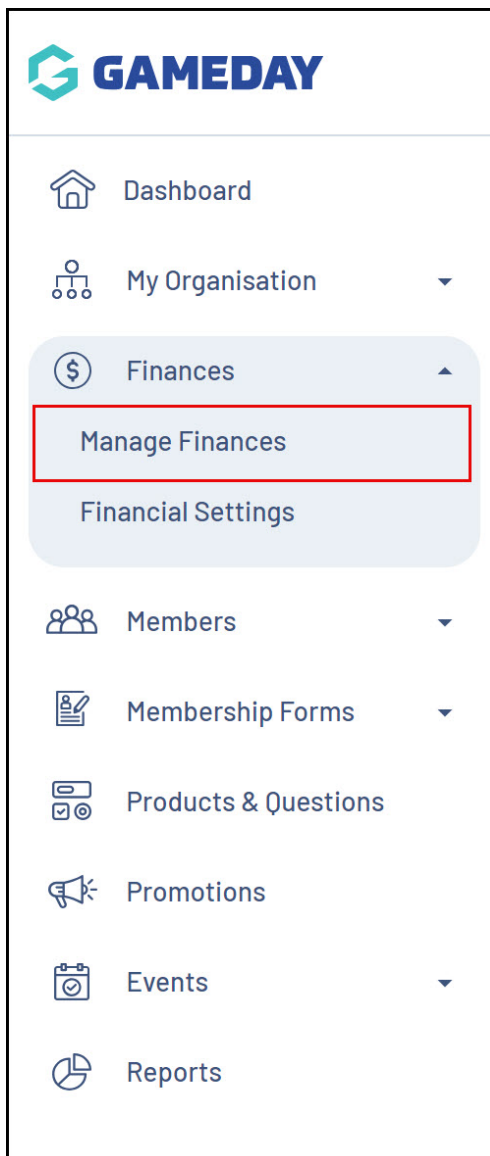 GAMEDAY
Dashboard
My Organisation
Finances
Manage Finances
Financial Settings
Members
Membership Forms
Products & Questions
Promotions
Events
Reports